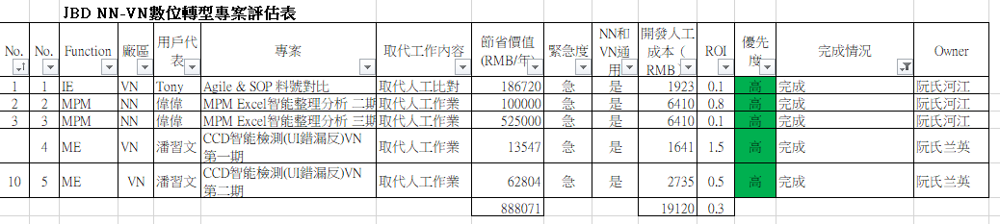 JBD NN-VN數位轉型專案評估表
No. No. Function 廠區 用戶代表 專案 取代工作內容 節省價值(RMB/年) 緊急度 NN和VN通用 開發人工成本（RMB ROI 優先度 完成情況 Owner
1 1 IE VN Tony Agile & SOP 料號對比 取代人工比對 186720 急 是 1923 0.1 高 完成 阮氏河江
2 2 MPM NN 偉偉 MPM Excel智能整理分析 二期 取代人工作業 100000 急 是 6410 0.8 高 完成 阮氏河江
3 3 MPM NN 偉偉 MPM Excel智能整理分析 三期 取代人工作業 525000 急 是 6410 0.1 高 完成 阮氏河江
4 ME VN 潘習文 CCD智能檢測(UI錯漏反)VN 第一期 取代人工作業 13547 急 是 1641 1.5 高 完成 阮氏兰英
10 5 ME VN 潘習文 CCD智能檢測(UI錯漏反)VN 第二期 取代人工作業 62804 急 是 2735 0.5 高 完成 阮氏兰英
888071 19120 0.3